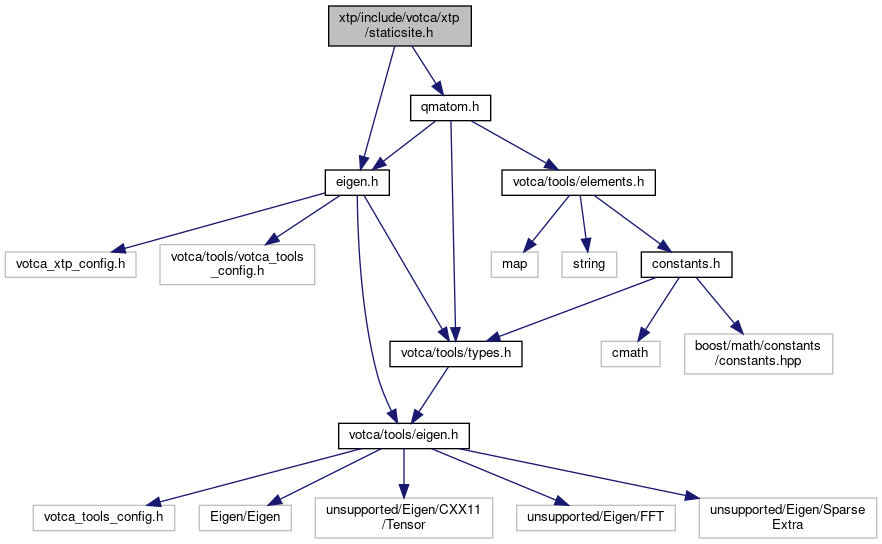 xtp/include/votca/xtp
/staticsite.h
qmatom.h
eigen.h
votca/tools/elements.h
votca_xtp_config.h
votca/tools/votca_tools
_config.h
map
string
constants.h
votca/tools/types.h
cmath
boost/math/constants
/constants.hpp
votca/tools/eigen.h
votca_tools_config.h
Eigen/Eigen
unsupported/Eigen/CXX11
/Tensor
unsupported/Eigen/FFT
unsupported/Eigen/Sparse
Extra